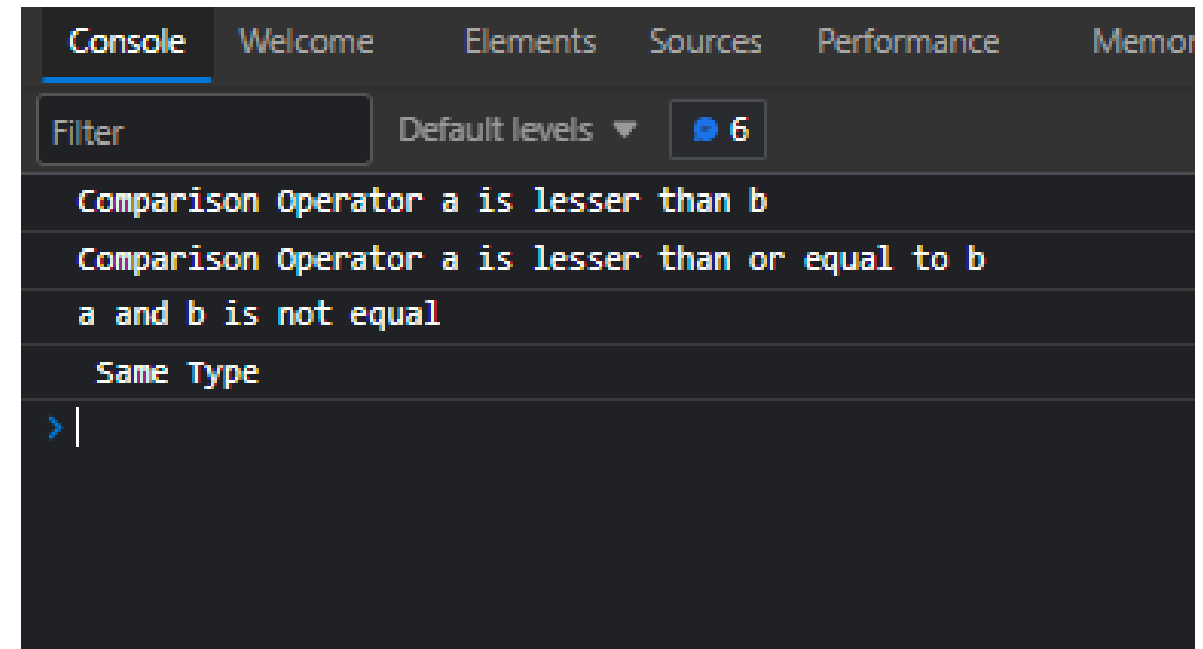 Console Welcome Elements Sources Performance Memor
Filter Default levels 6
Comparison Operator a is lesser than b
Comparison Operator a is lesser than or equal to b
a and b is not equal
Same Type